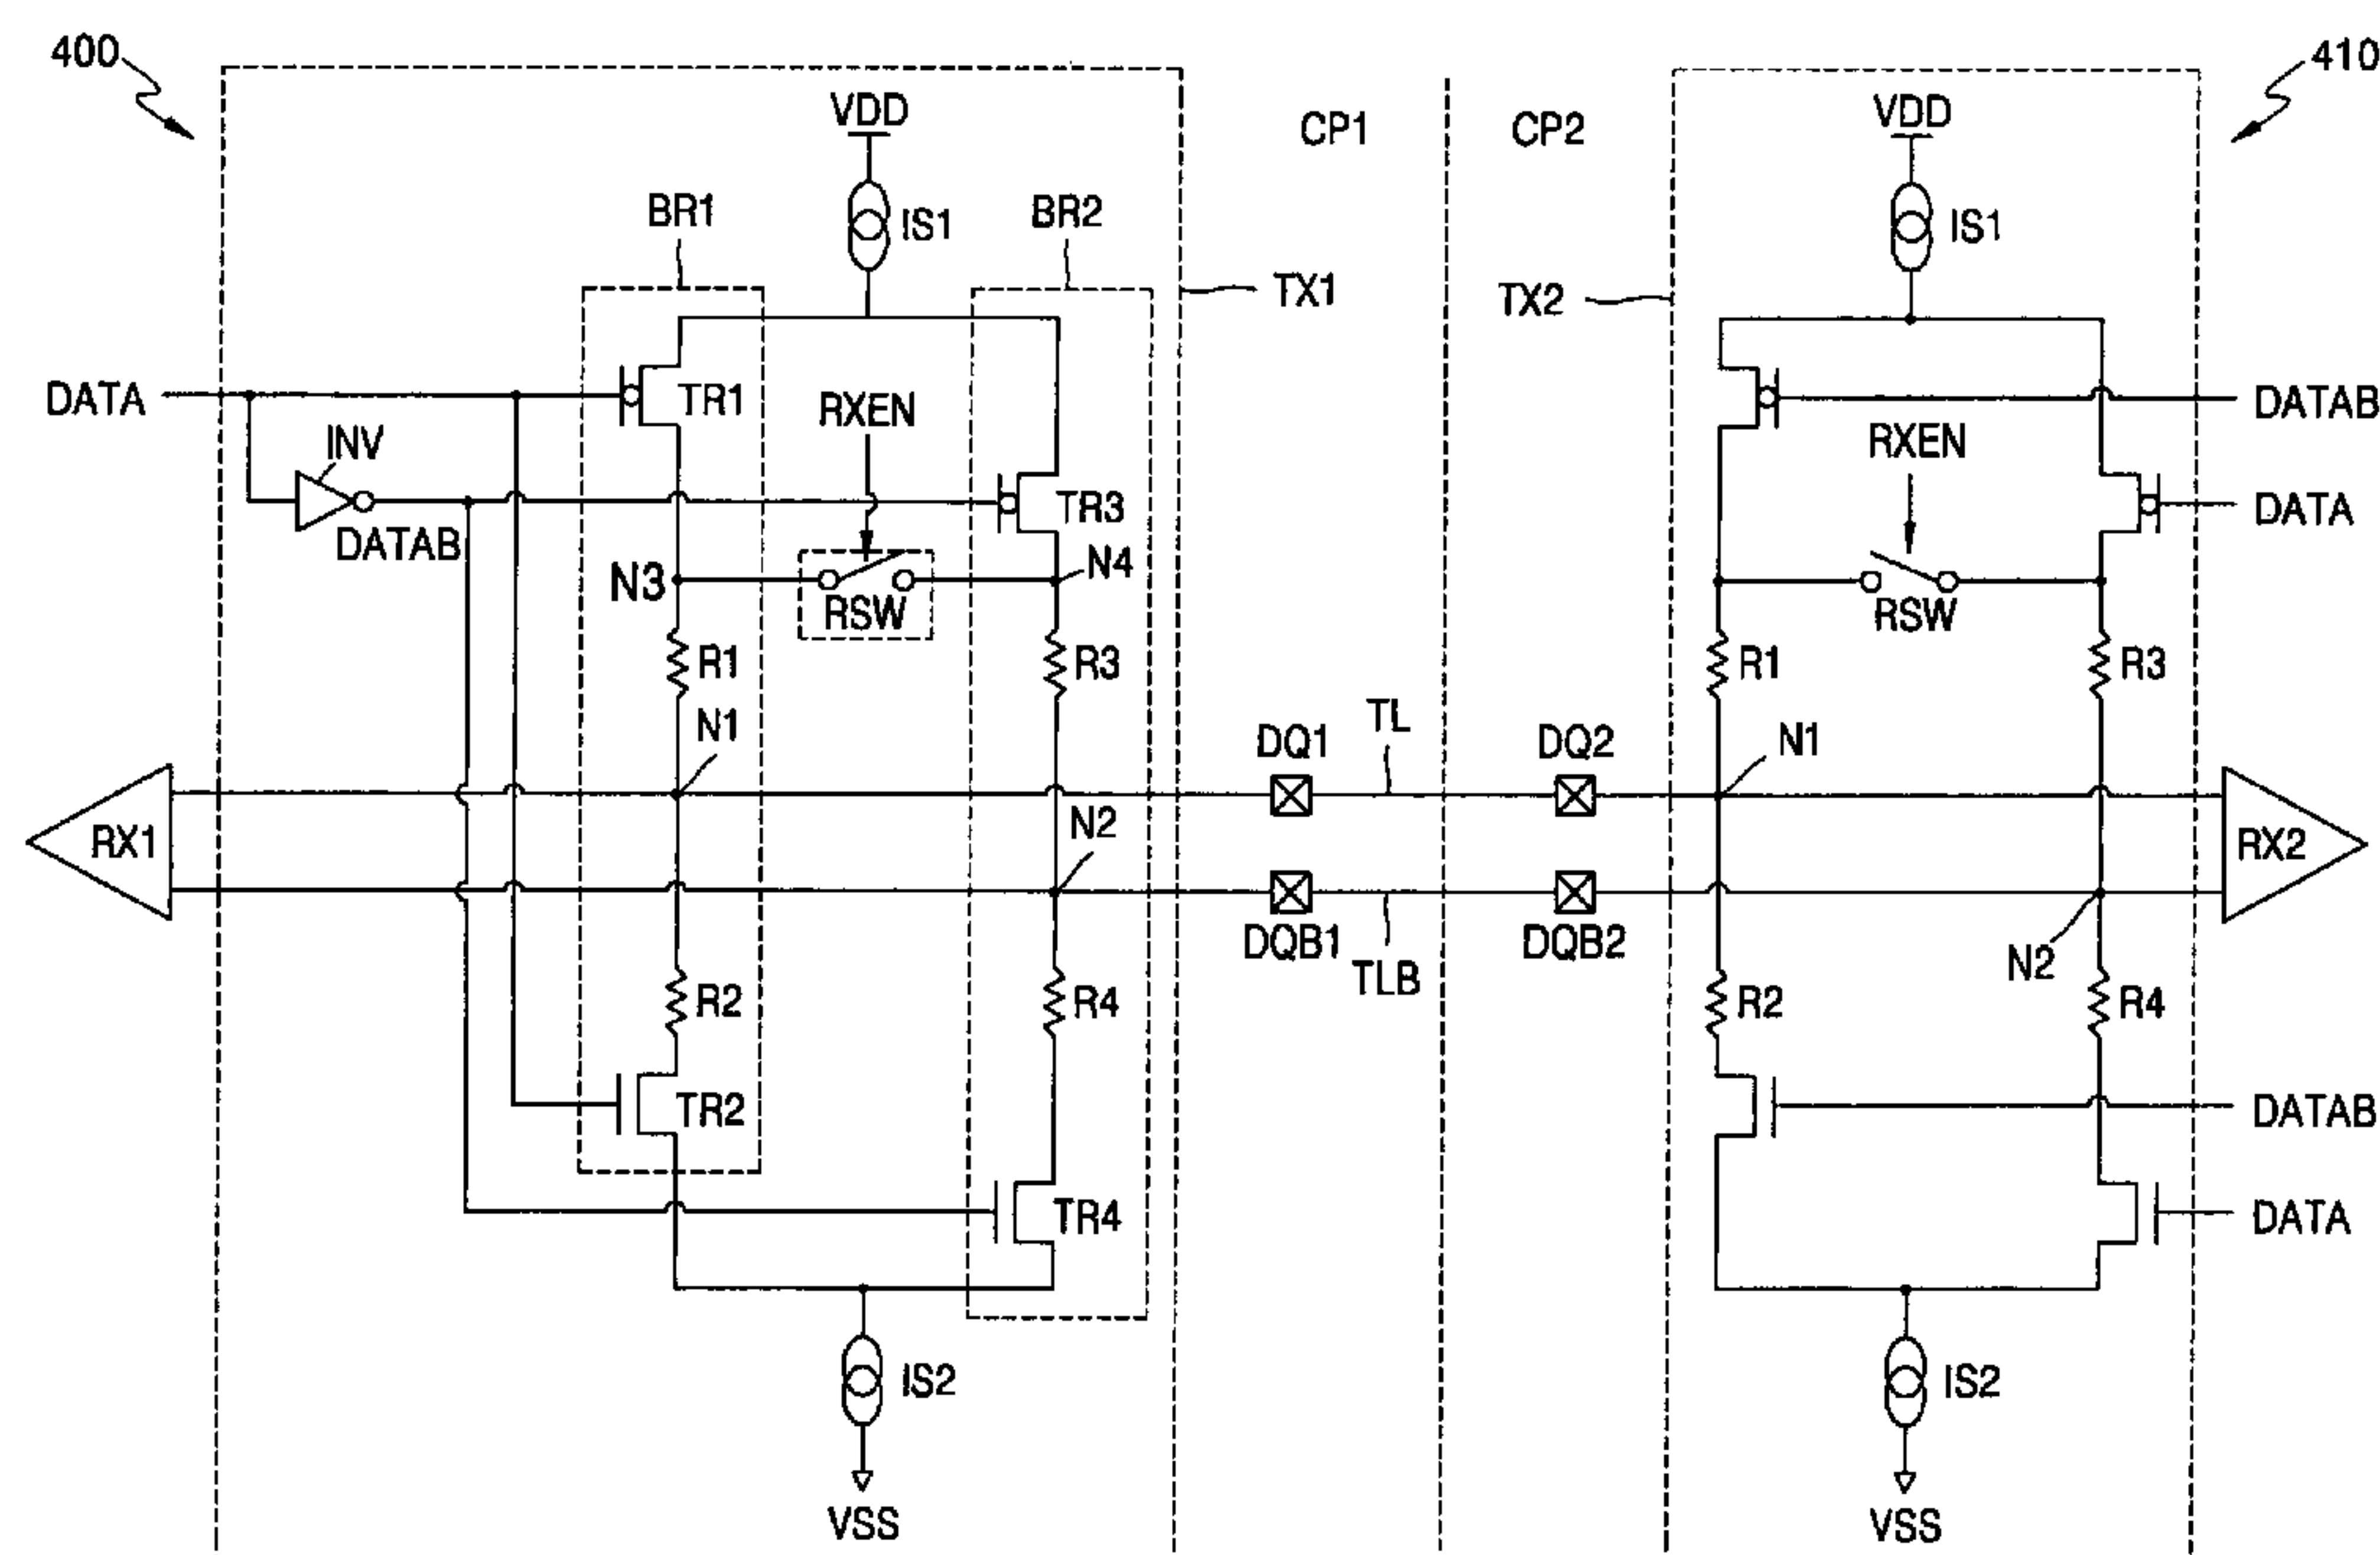 400
410
VDD
CP1
CP2
VDD
BR1
IS1
BR2
IS1
TX1
TX2
DATA
TR1
RXEN
DATAB
INV
RXEN
DATAB
TR3
DATA
N3
N4
RSW
RSW
R1
R3
R1
R3
N1
DQ1
TL
DQ2
N1
RX1
N2
RX2
DQB1
TLB
DQB2
N2
R2
R4
R2
R4
TR2
DATAB
TR4
DATA
IS2
IS2
VSS
VSS